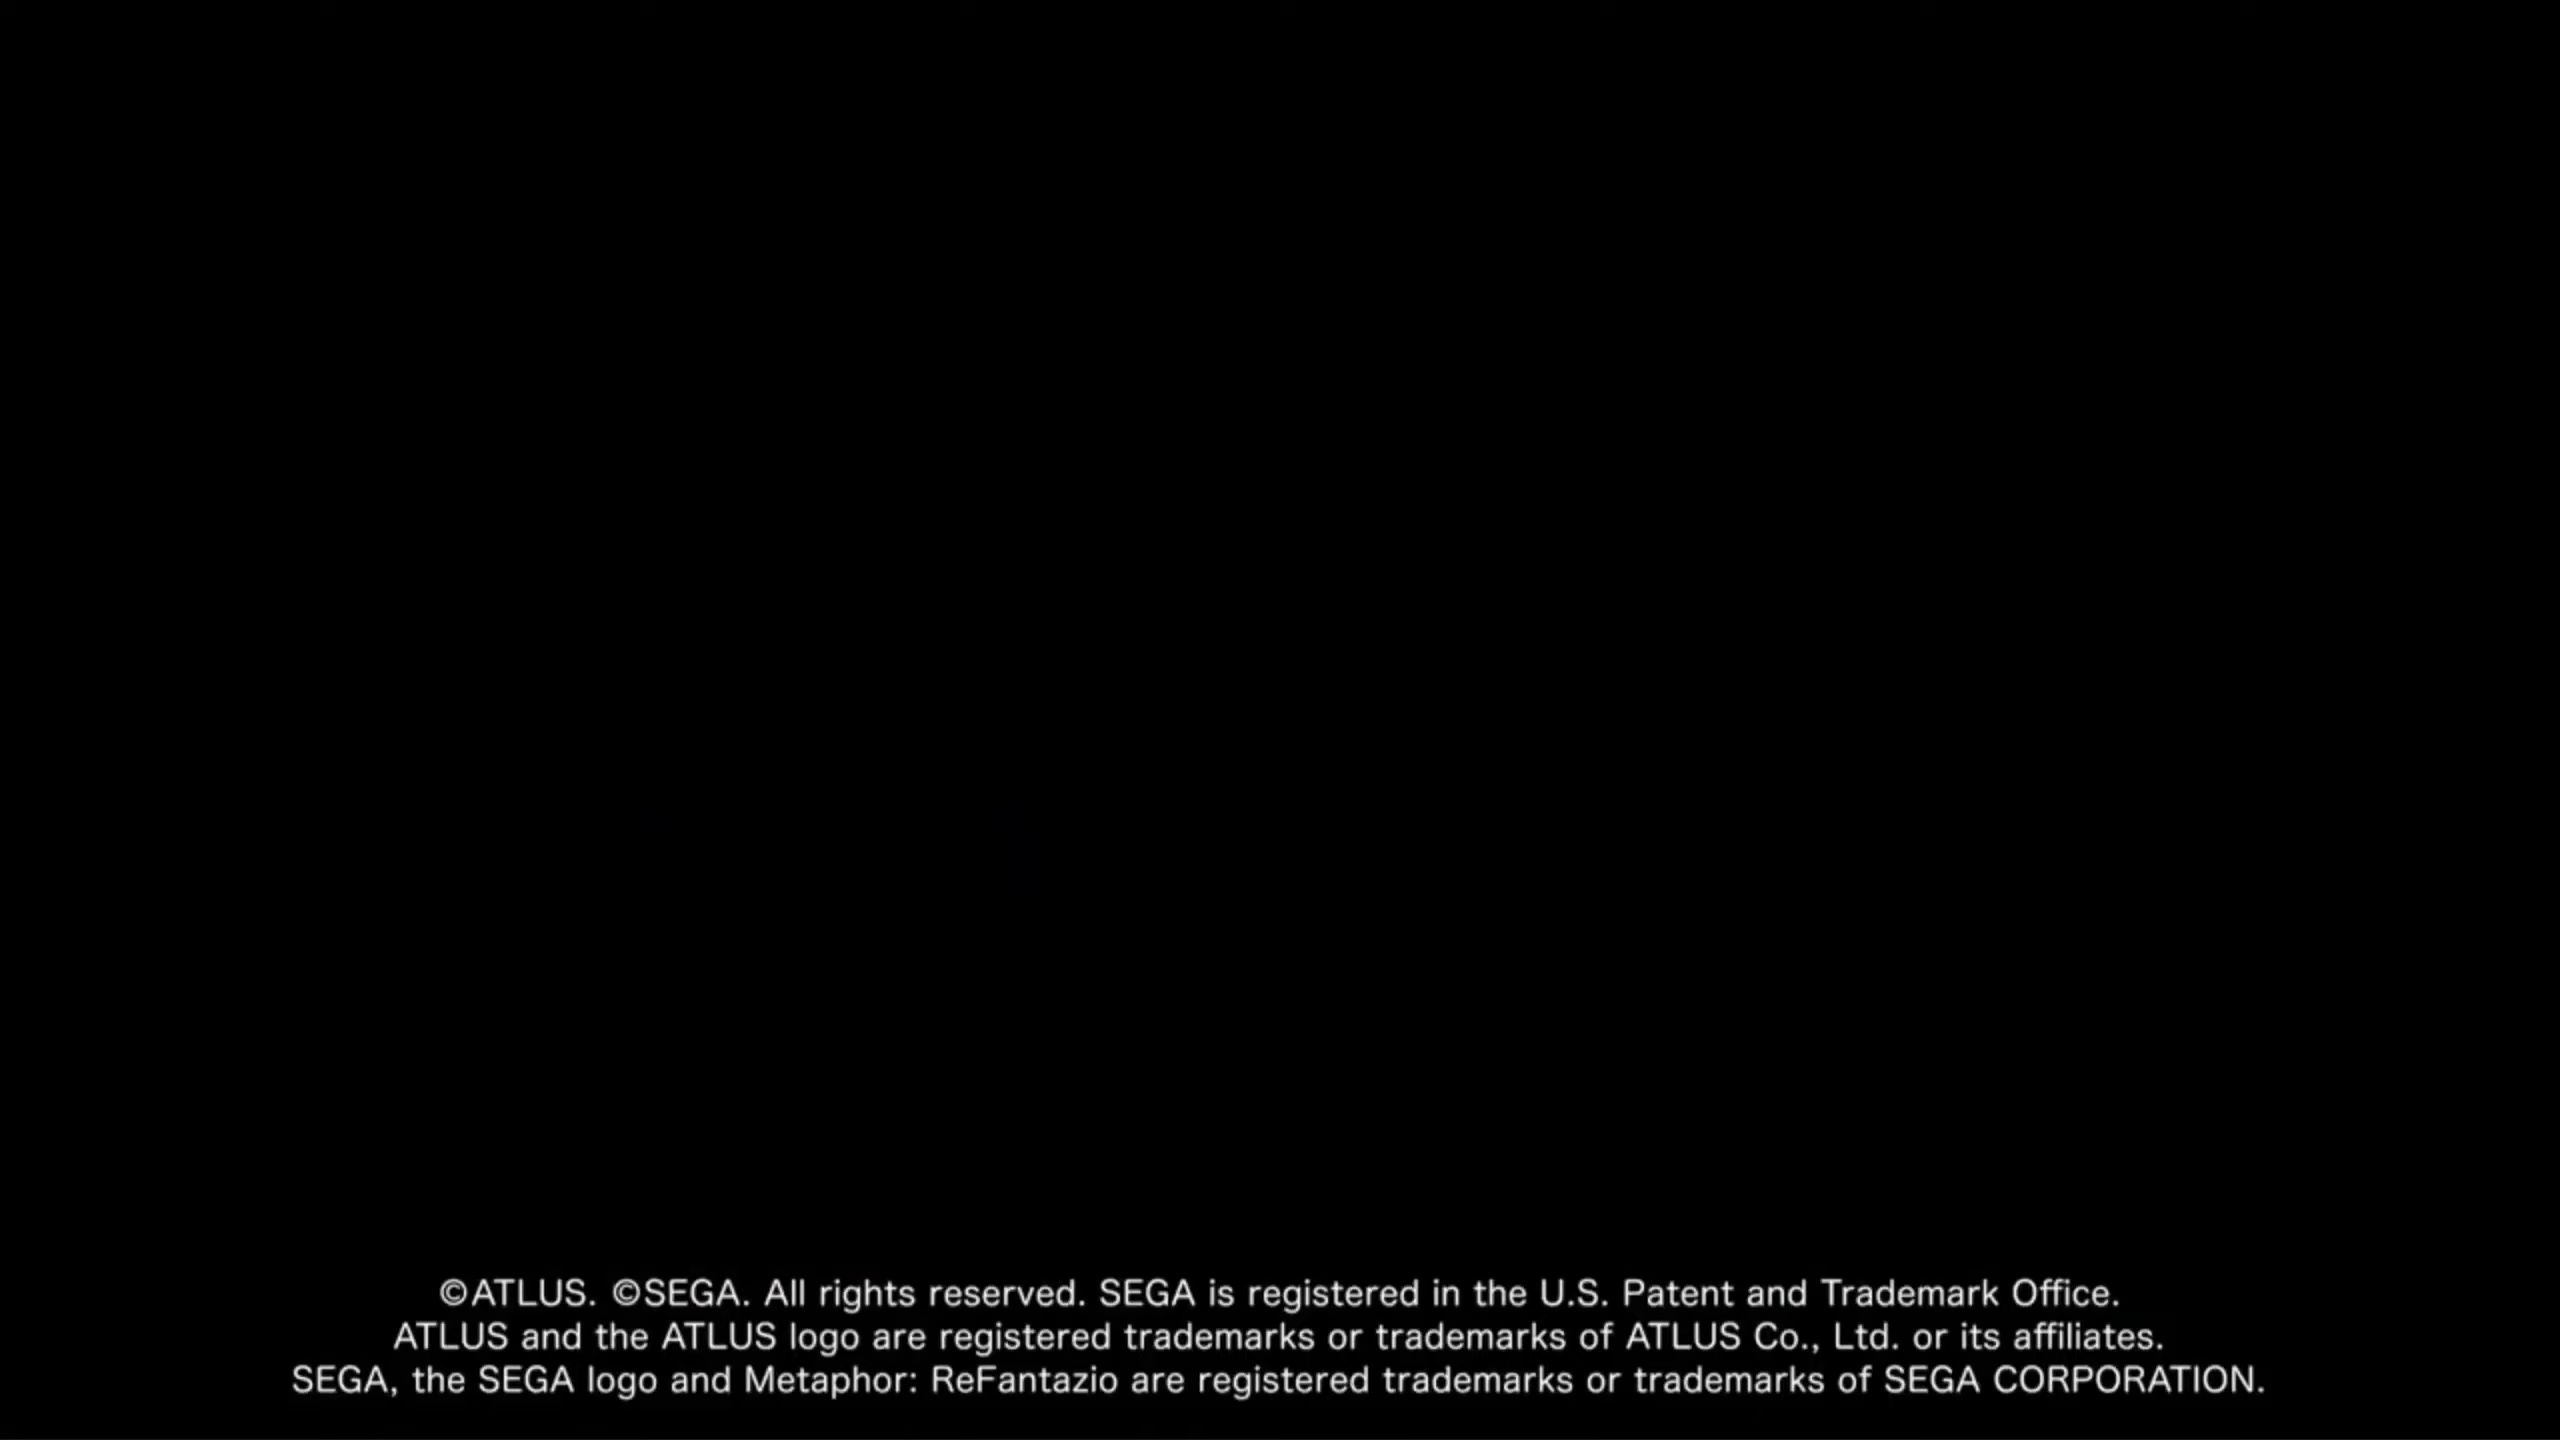 ©ATLUS. ©SEGA. All rights reserved. SEGA is registered in the U.S. Patent and Trademark Office.
ATLUS and the ATLUS logo are registered trademarks or trademarks of ATLUS Co., Ltd. or its affiliates.
SEGA, the SEGA logo and Metaphor: ReFantazio are registered trademarks or trademarks of SEGA CORPORATION.